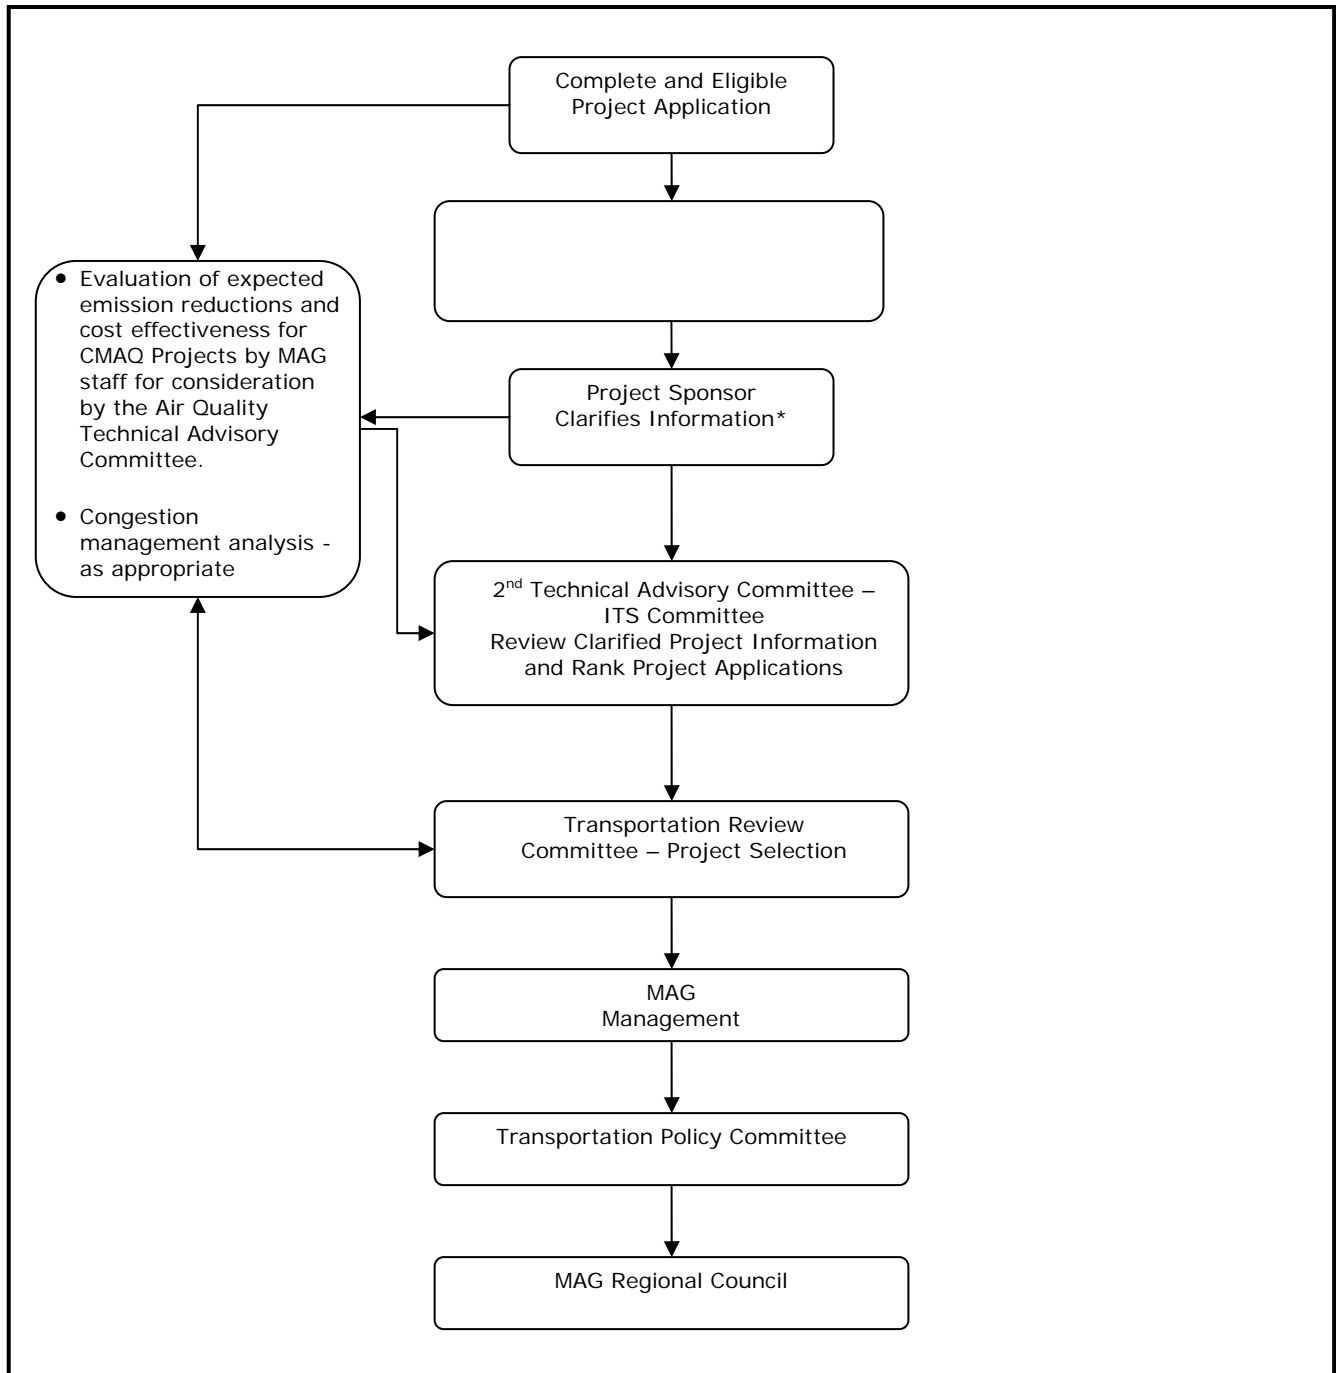 Complete and Eligible
Project Application
• Evaluation of expected
emission reductions and
cost effectiveness for
CMAQ Projects by MAG
staff for consideration
by the Air Quality
Technical Advisory
Committee.
• Congestion
management analysis -
as appropriate
Project Sponsor
Clarifies Information*
2nd Technical Advisory Committee –
ITS Committee
Review Clarified Project Information
and Rank Project Applications
Transportation Review
Committee – Project Selection
MAG
Management
Transportation Policy Committee
MAG Regional Council